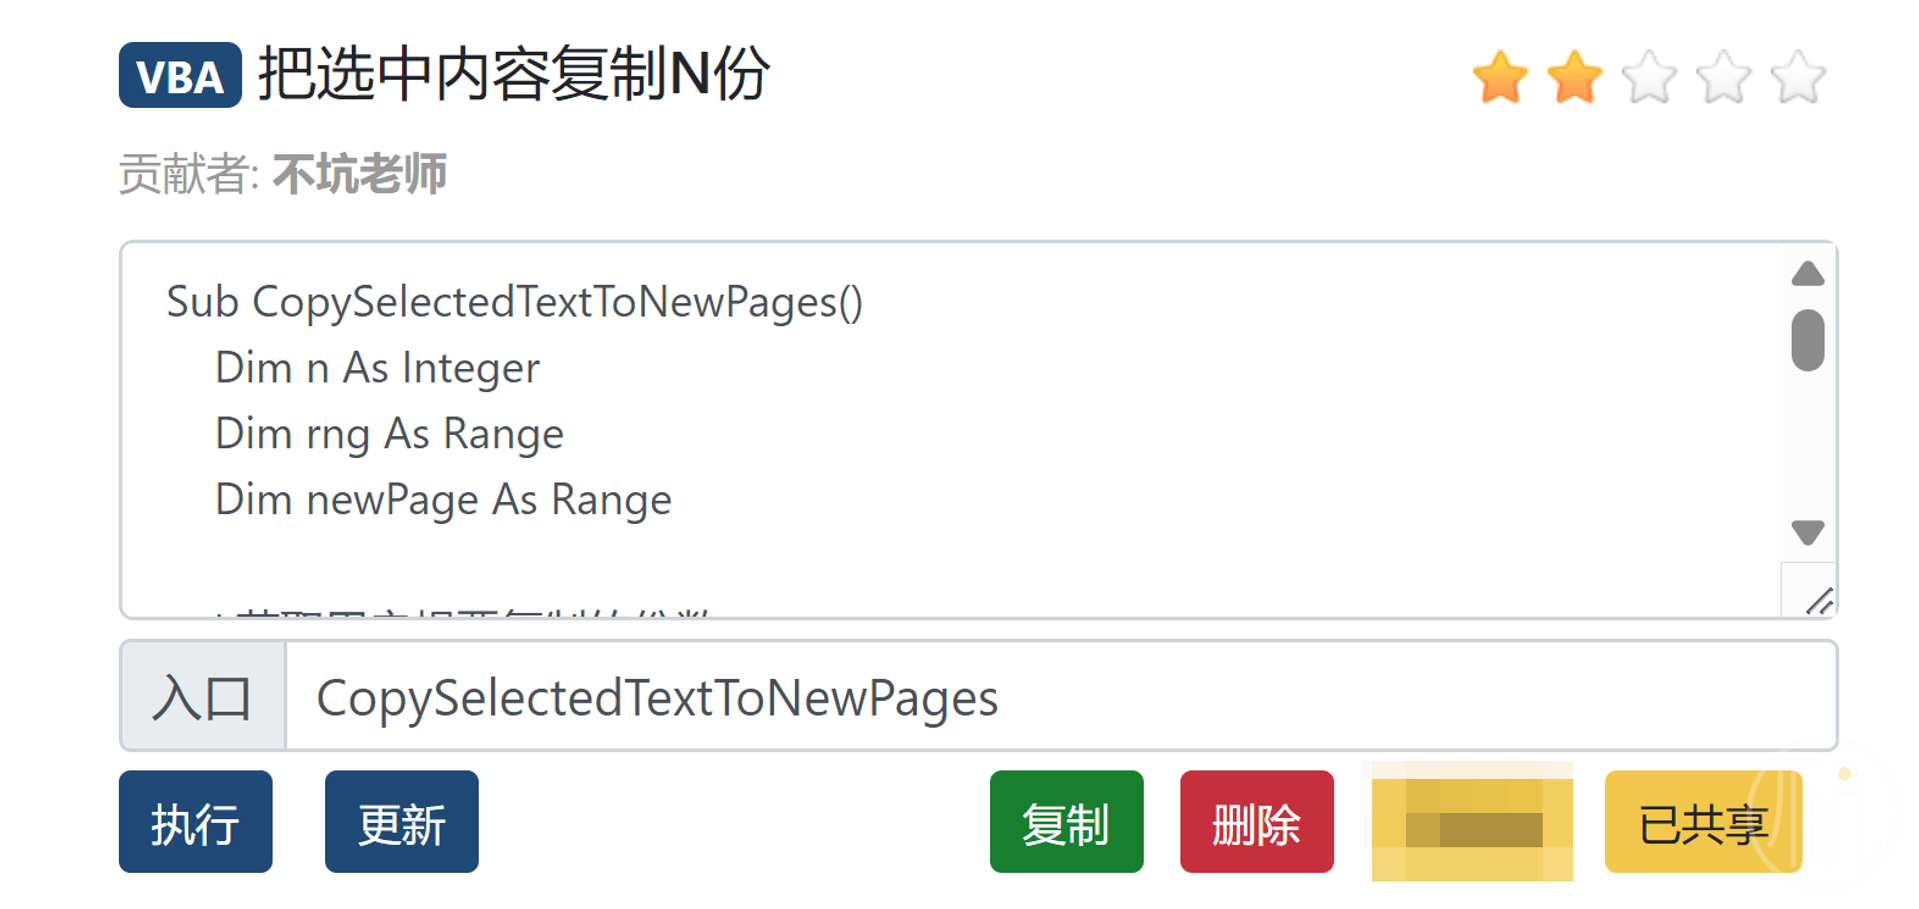 VBA 把选中内容复制N份
贡献者: 不坑老师
Sub CopySelectedTextToNewPages()
Dim n As Integer
Dim rng As Range
Dim newPage As Range
入口 CopySelectedTextToNewPages
执行 更新 复制 删除 已共享